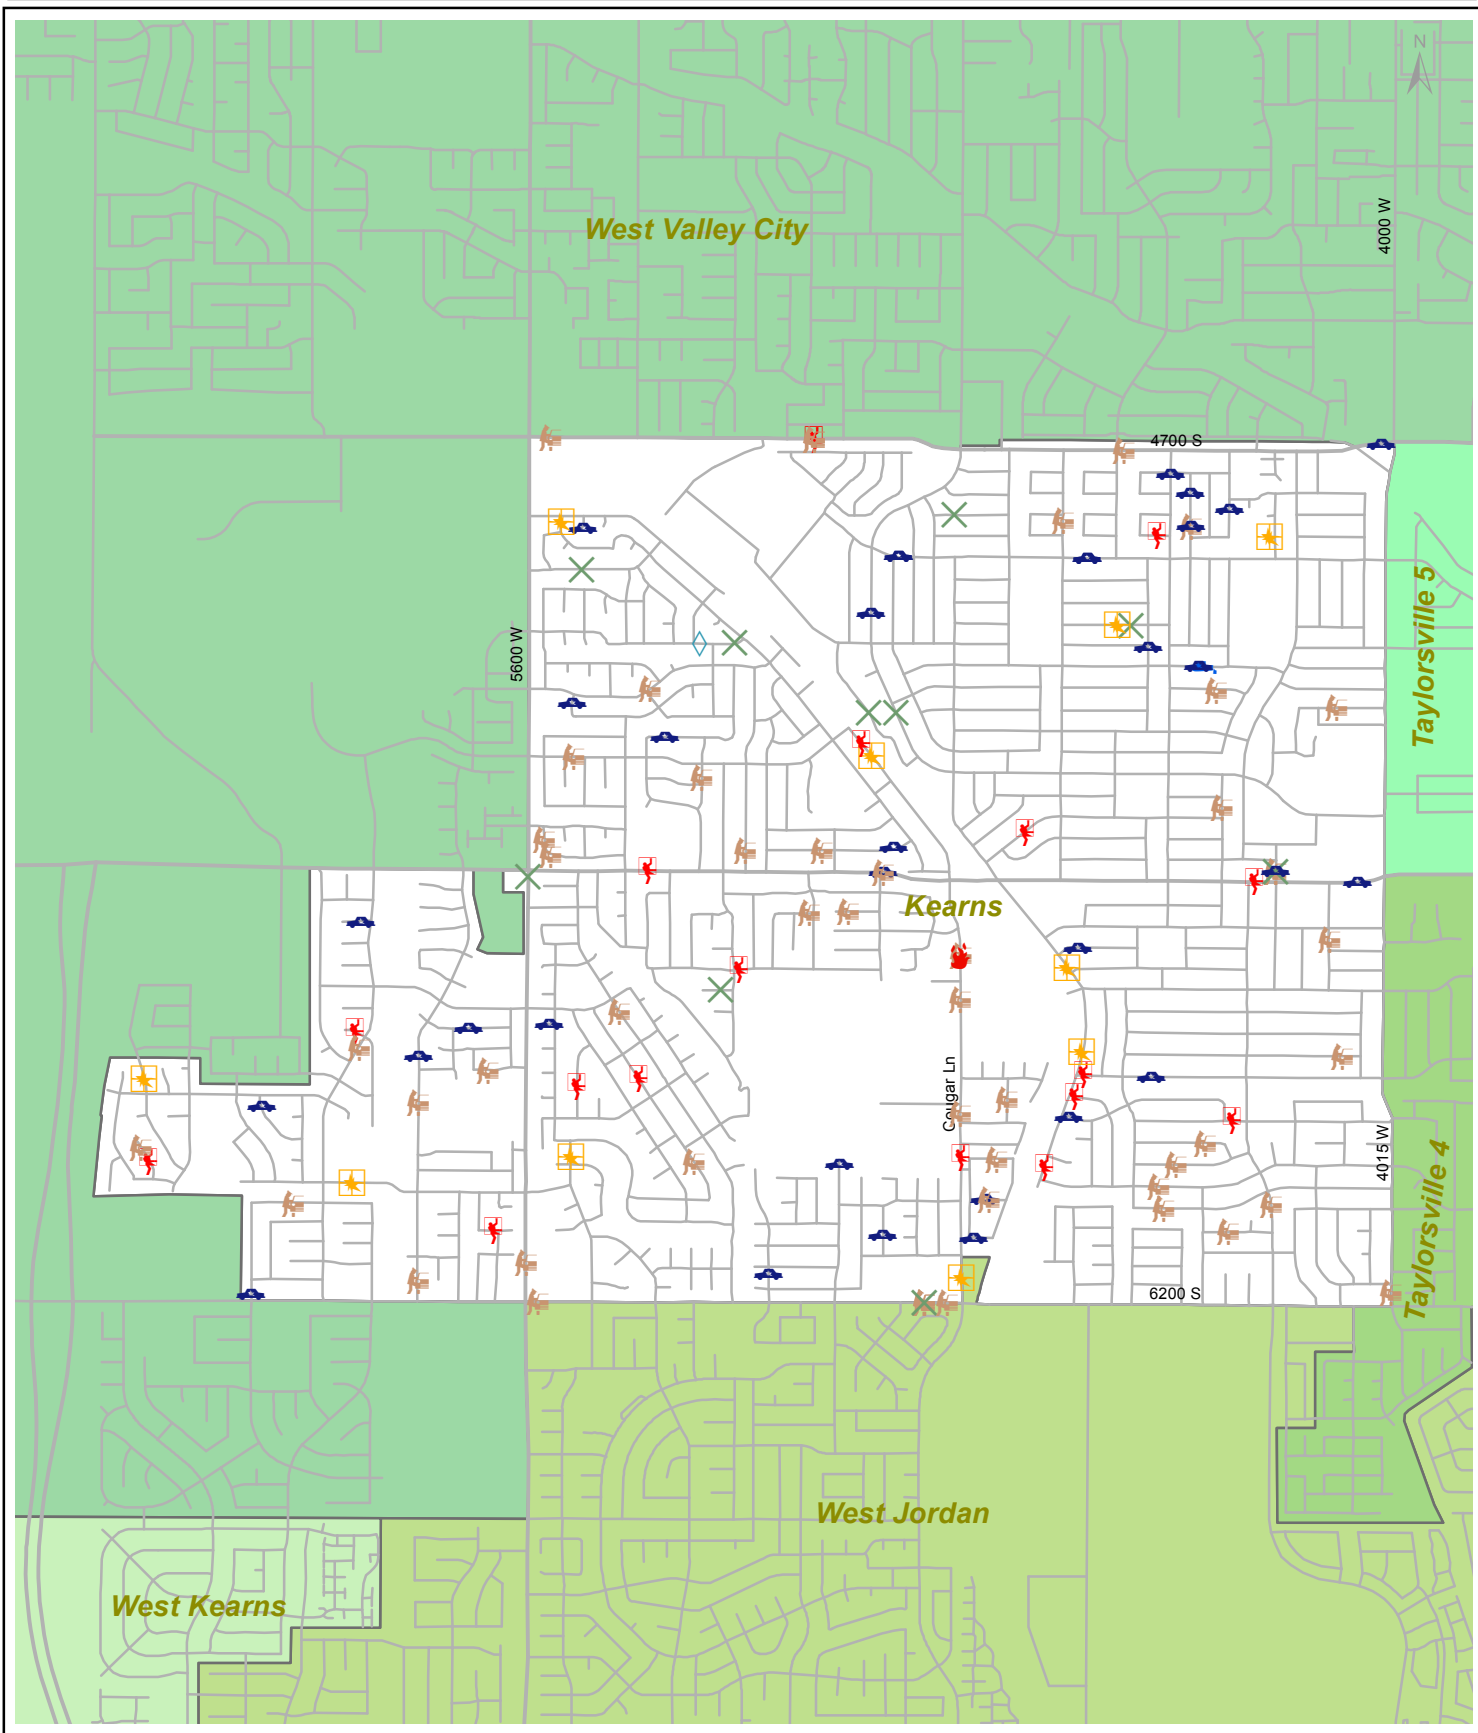 N
4000 W
West Valley City
4700 S
Taylorsville 5
5600 W
Kearns
Cougar Ln
4015 W
Taylorsville 4
6200 S
West Jordan
West Kearns